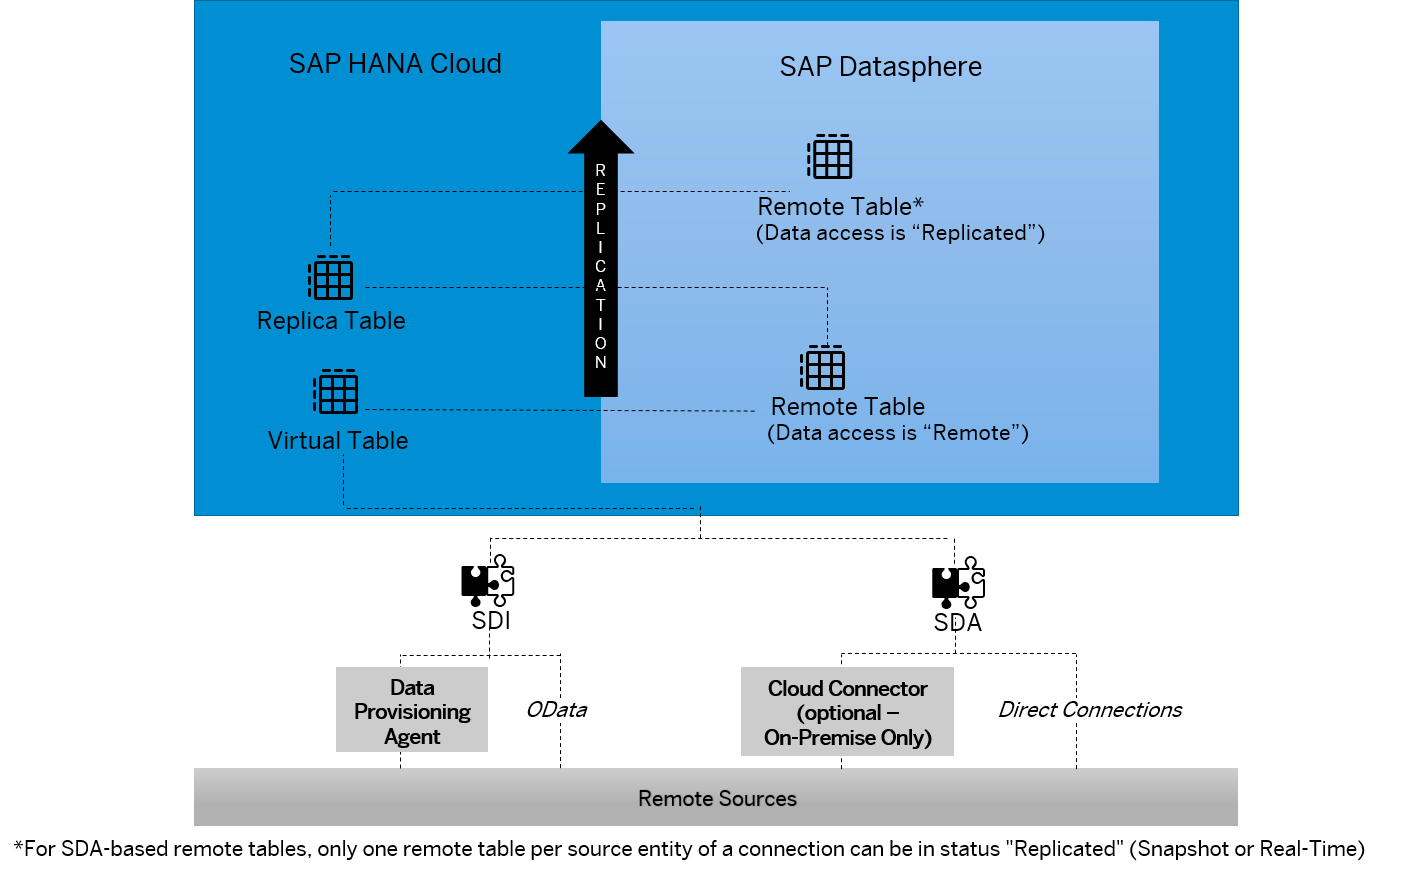 SAP HANA Cloud
SAP Datasphere
REPLICATION
Remote Table*
(Data access is “Replicated”)
Replica Table
Remote Table
(Data access is “Remote”)
Virtual Table
SDI
SDA
Data
Provisioning
Agent
OData
Cloud Connector
(optional –
On-Premise Only)
Direct Connections
Remote Sources
*For SDA-based remote tables, only one remote table per source entity of a connection can be in status "Replicated" (Snapshot or Real-Time)